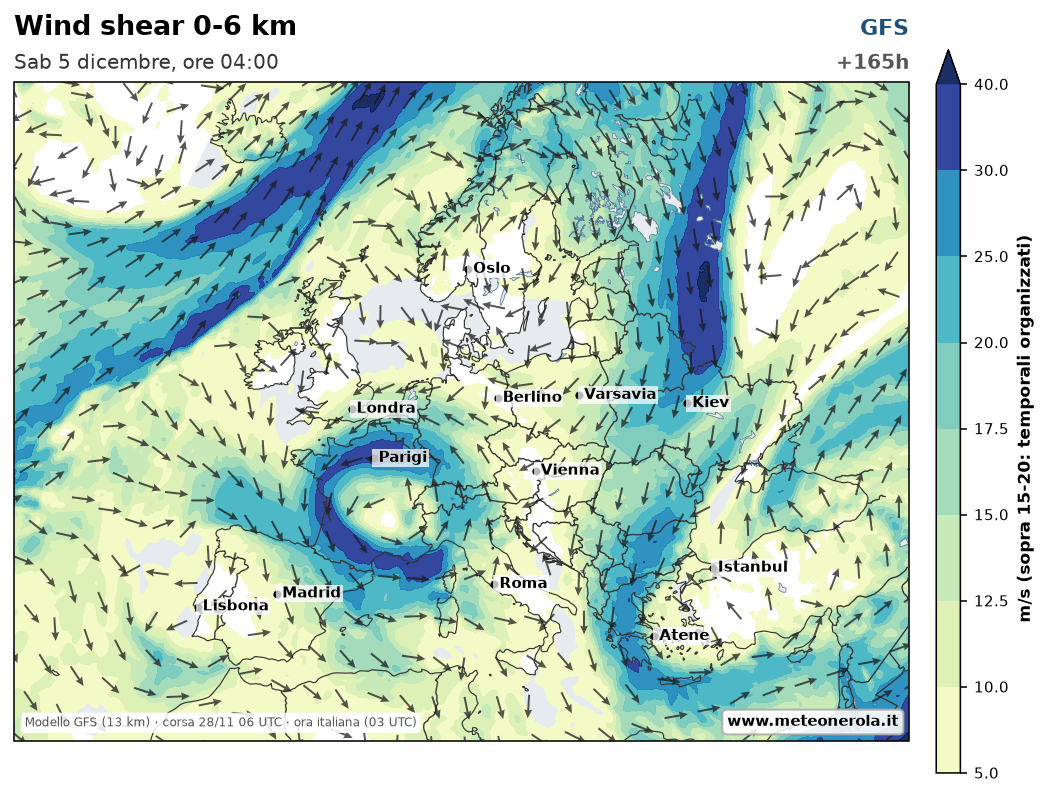 Wind shear 0-6 km
GFS
Sab 5 dicembre, ore 04:00
+165h
Oslo
Berlino
Varsavia
Kiev
Londra
Parigi
Vienna
Istanbul
Roma
Madrid
Lisbona
Atene
Modello GFS (13 km) · corsa 28/11 06 UTC · ora italiana (03 UTC)
www.meteonerola.it
40.0
30.0
25.0
20.0
17.5
15.0
12.5
10.0
5.0
m/s (sopra 15-20: temporali organizzati)